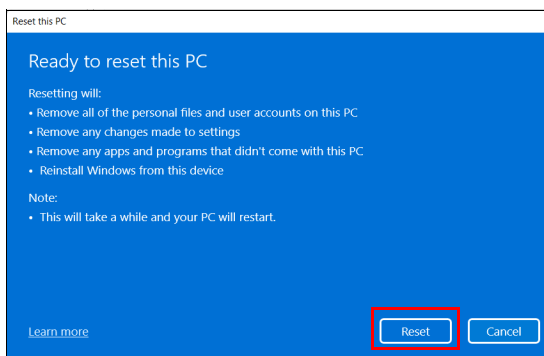 Reset this PC
Ready to reset this PC
Resetting will:
• Remove all of the personal files and user accounts on this PC
• Remove any changes made to settings
• Remove any apps and programs that didn't come with this PC
• Reinstall Windows from this device
Note:
• This will take a while and your PC will restart.
Learn more
Reset
Cancel